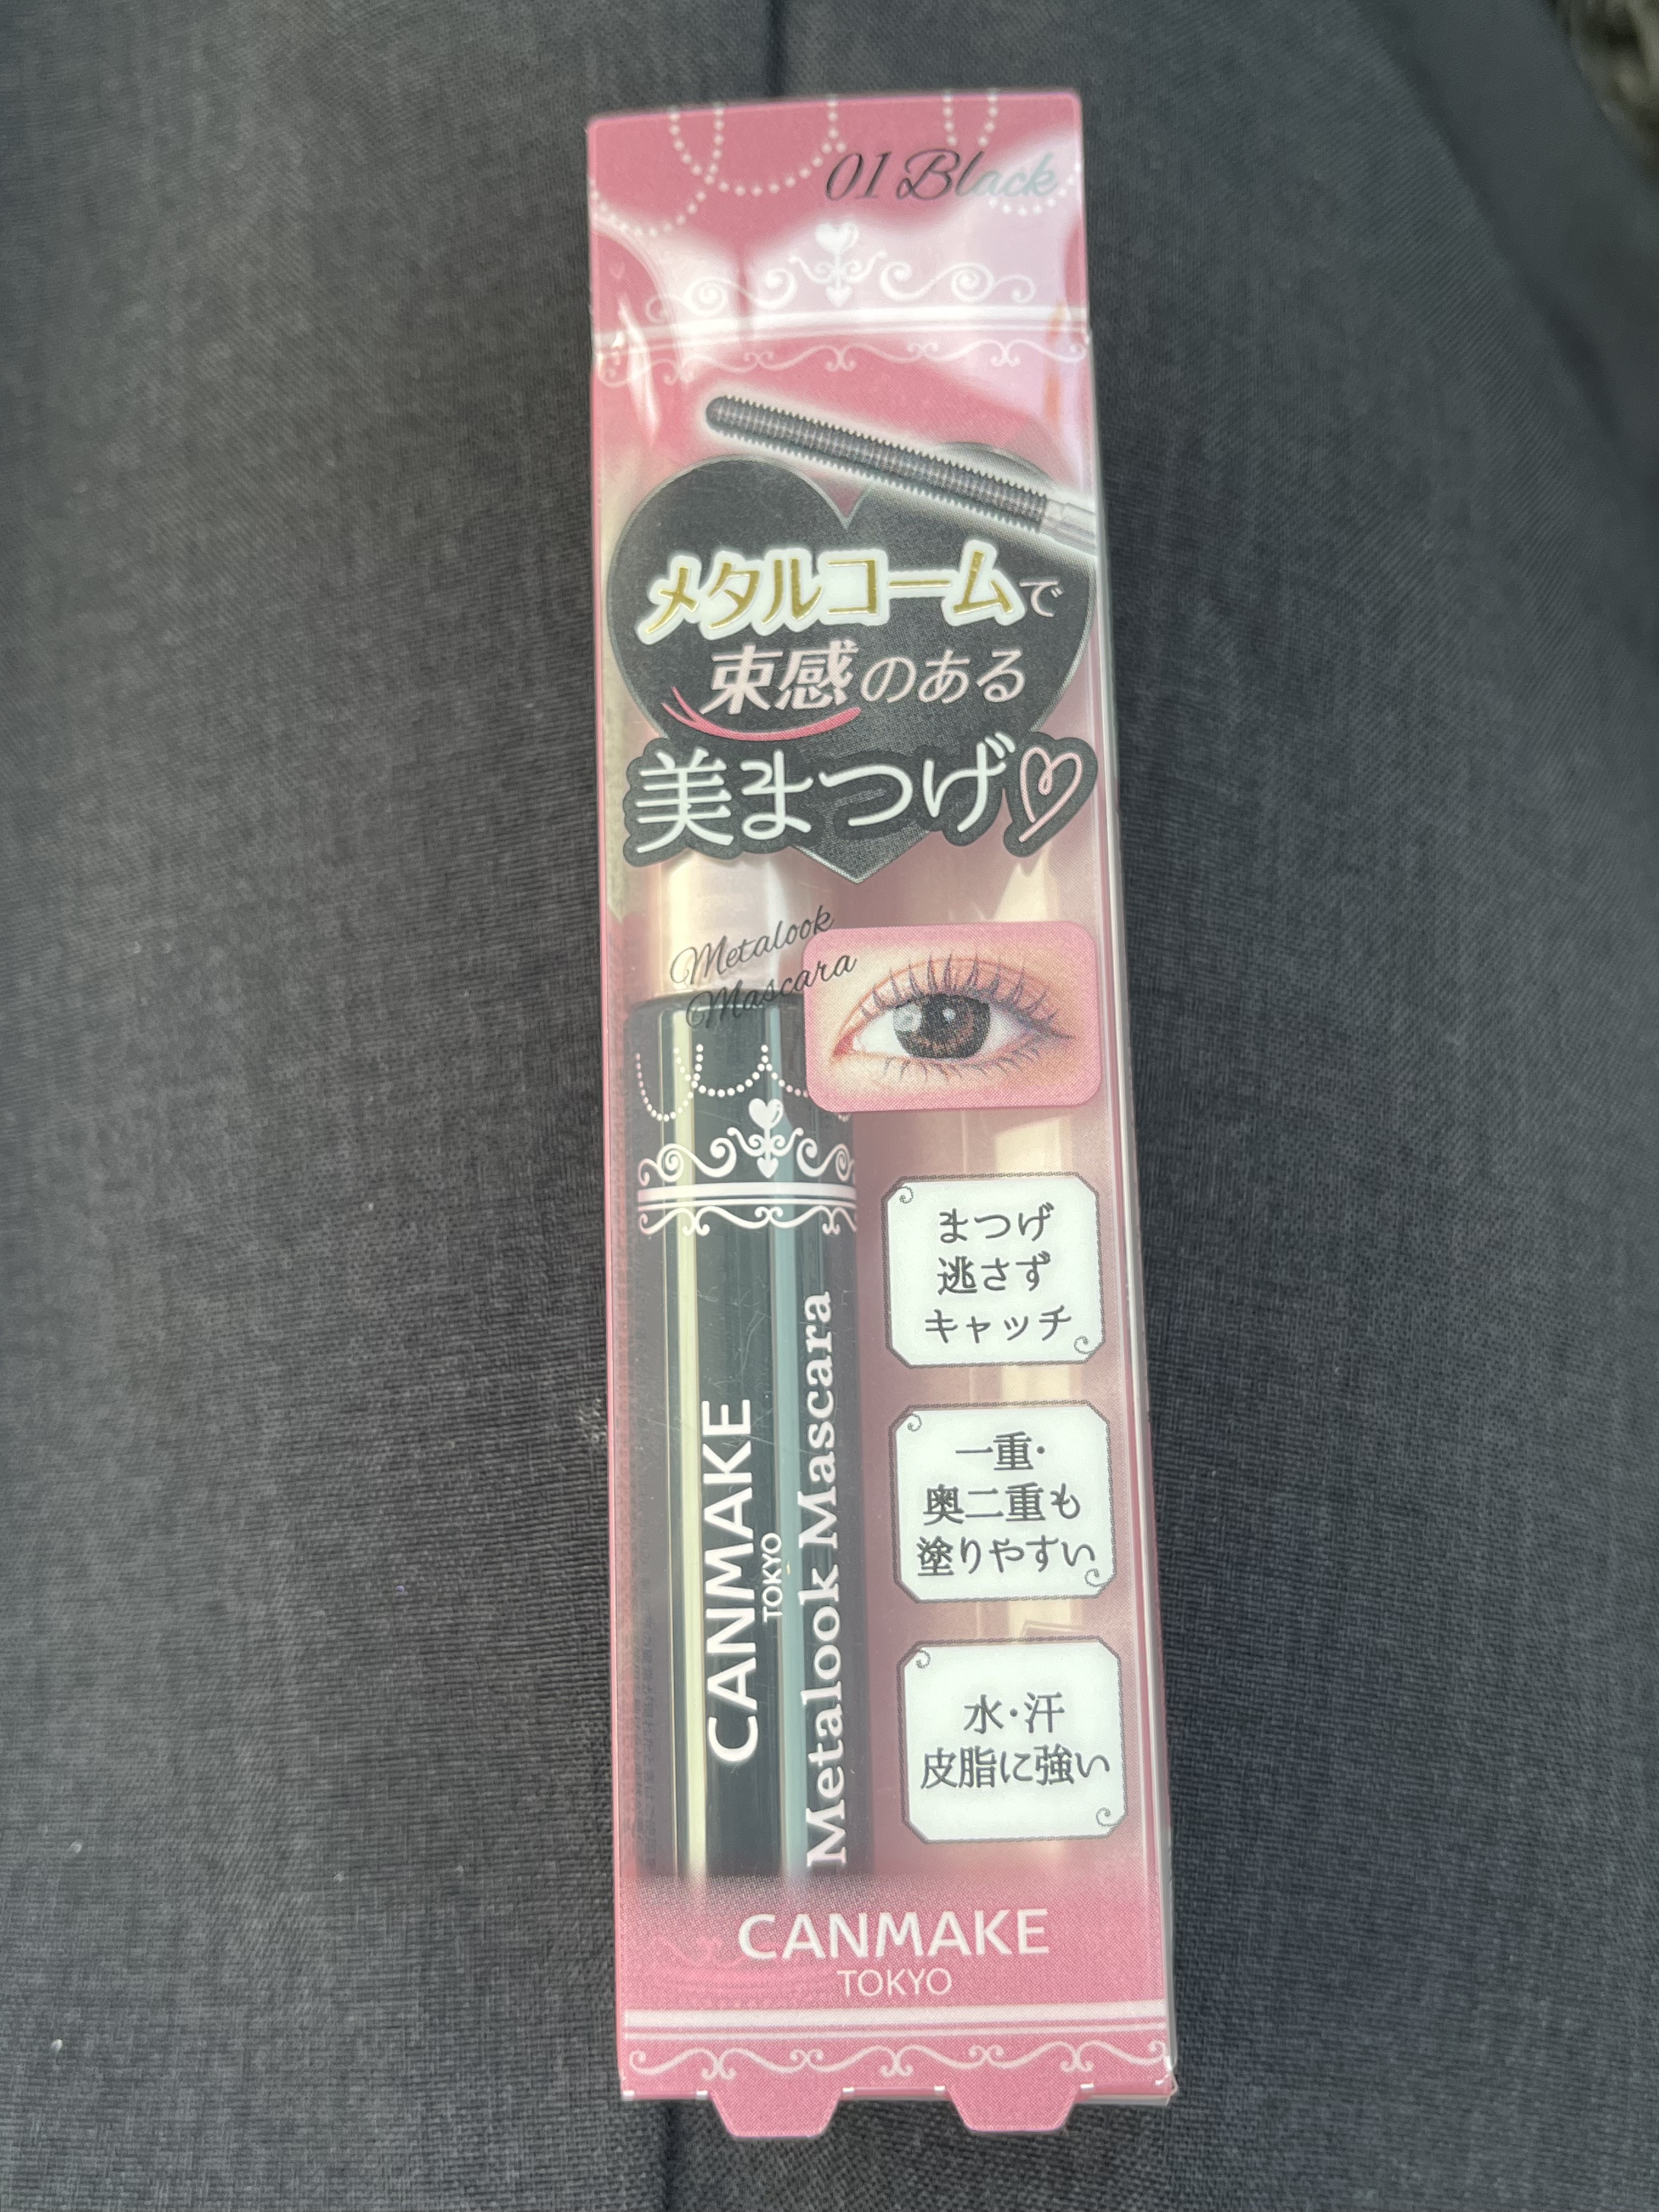 01 Black
メタルコームで
束感のある
美まつげ
Metalook
Mascara
まつげ
逃さず
キャッチ
一重・
奥二重も
塗りやすい
水・汗
皮脂に強い
CANMAKE
TOKYO
Metalook Mascara
CANMAKE
TOKYO